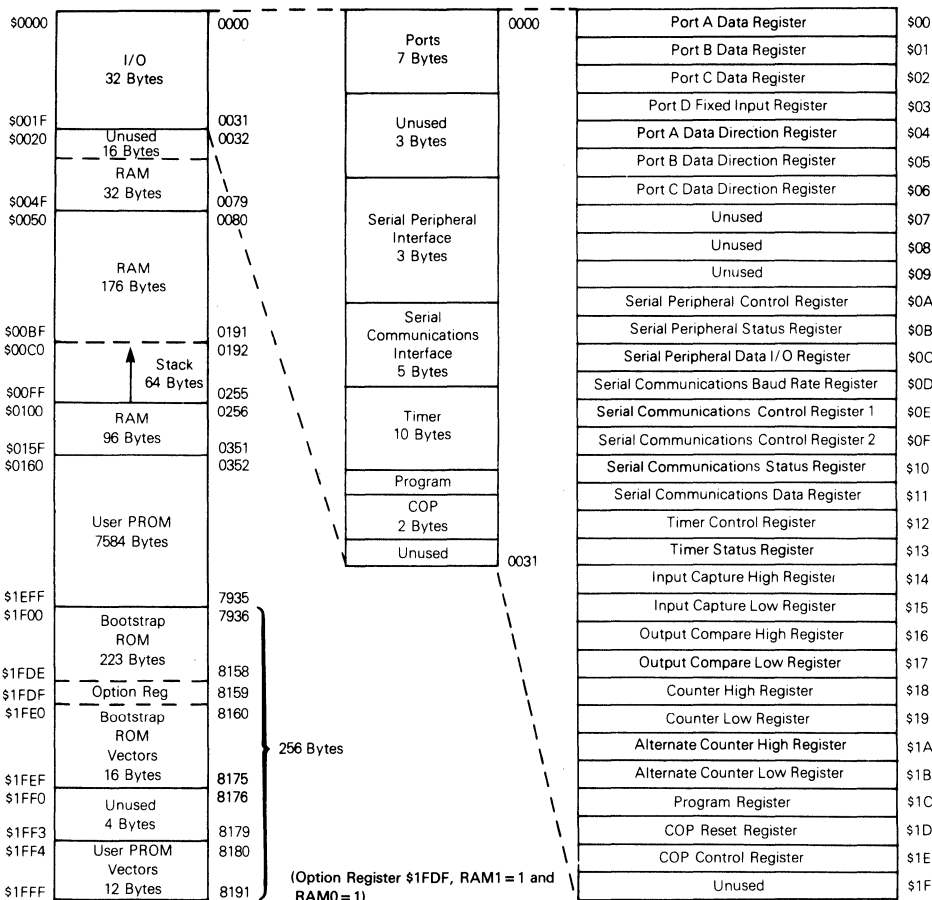 $0000
I/O
32 Bytes
0000
$001F
0031
$0020
Unused
16 Bytes
0032
RAM
32 Bytes
$004F
0079
$0050
0080
RAM
176 Bytes
$00BF
0191
$00C0
0192
Stack
64 Bytes
$00FF
0255
$0100
0256
RAM
96 Bytes
$015F
0351
$0160
0352
User PROM
7584 Bytes
$1EFF
7935
$1F00
7936
Bootstrap
ROM
223 Bytes
$1FDE
8158
$1FDF
Option Reg
8159
$1FE0
8160
Bootstrap
ROM
Vectors
16 Bytes
$1FEF
8175
$1FF0
8176
Unused
4 Bytes
$1FF3
8179
$1FF4
8180
User PROM
Vectors
12 Bytes
$1FFF
8191
256 Bytes
(Option Register $1FDF, RAM1 = 1 and
RAM0 = 1)
0000
Ports
7 Bytes
Unused
3 Bytes
Serial Peripheral
Interface
3 Bytes
Serial
Communications
Interface
5 Bytes
Timer
10 Bytes
Program
COP
2 Bytes
Unused
0031
Port A Data Register $00
Port B Data Register $01
Port C Data Register $02
Port D Fixed Input Register $03
Port A Data Direction Register $04
Port B Data Direction Register $05
Port C Data Direction Register $06
Unused $07
Unused $08
Unused $09
Serial Peripheral Control Register $0A
Serial Peripheral Status Register $0B
Serial Peripheral Data I/O Register $0C
Serial Communications Baud Rate Register $0D
Serial Communications Control Register 1 $0E
Serial Communications Control Register 2 $0F
Serial Communications Status Register $10
Serial Communications Data Register $11
Timer Control Register $12
Timer Status Register $13
Input Capture High Register $14
Input Capture Low Register $15
Output Compare High Register $16
Output Compare Low Register $17
Counter High Register $18
Counter Low Register $19
Alternate Counter High Register $1A
Alternate Counter Low Register $1B
Program Register $1C
COP Reset Register $1D
COP Control Register $1E
Unused $1F